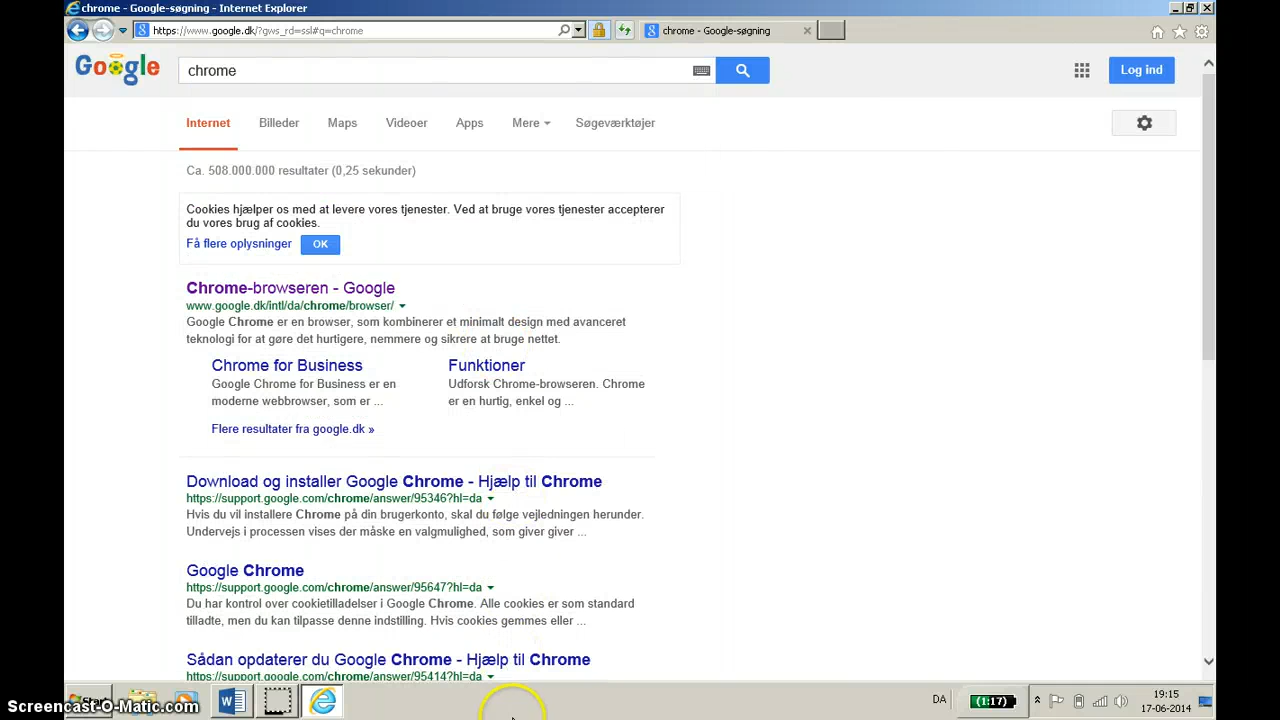 chrome - Google-søgning - Internet Explorer
https://www.google.dk/?gws_rd=ssl#q=chrome
chrome - Google-søgning
Google
chrome
Log ind
Internet Billeder Maps Videoer Apps Mere Søgeværktøjer
Ca. 508.000.000 resultater (0,25 sekunder)
Cookies hjælper os med at levere vores tjenester. Ved at bruge vores tjenester accepterer
du vores brug af cookies.
Få flere oplysninger OK
Chrome-browseren - Google
www.google.dk/intl/da/chrome/browser/
Google Chrome er en browser, som kombinerer et minimalt design med avanceret
teknologi for at gøre det hurtigere, nemmere og sikrere at bruge nettet.
Chrome for Business
Google Chrome for Business er en
moderne webbrowser, som er ...
Funktioner
Udforsk Chrome-browseren. Chrome
er en hurtig, enkel og ...
Flere resultater fra google.dk »
Download og installer Google Chrome - Hjælp til Chrome
https://support.google.com/chrome/answer/95346?hl=da
Hvis du vil installere Chrome på din brugerkonto, skal du følge vejledningen herunder.
Undervejs i processen vises der måske en valgmulighed, som giver giver ...
Google Chrome
https://support.google.com/chrome/answer/95647?hl=da
Du har kontrol over cookietilladelser i Google Chrome. Alle cookies er som standard
tilladte, men du kan tilpasse denne indstilling. Hvis cookies gemmes eller ...
Sådan opdaterer du Google Chrome - Hjælp til Chrome
https://support.google.com/chrome/answer/95414?hl=da
DA
(1:17)
19:15
17-06-2014
Screencast-O-Matic.com